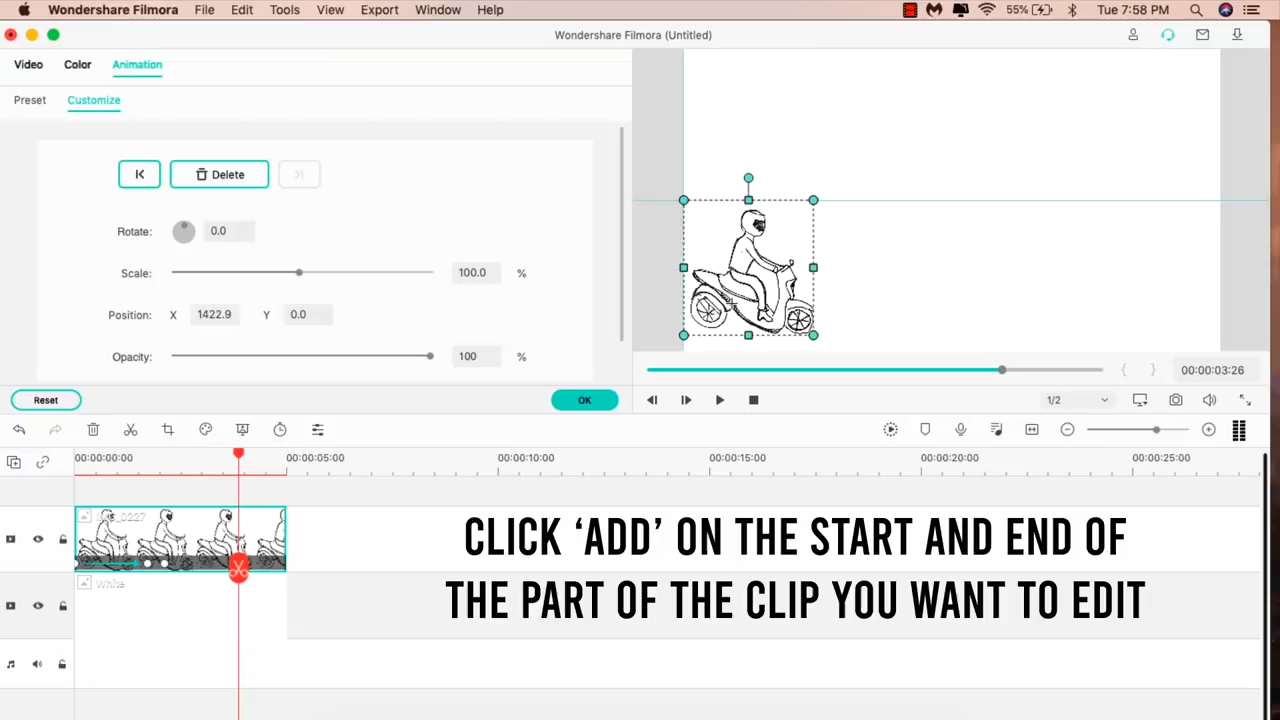 Wondershare Filmora File Edit Tools View Export Window Help 55% Tue 7:58 PM
Wondershare Filmora (Untitled)
Video Color Animation
Preset Customize
Delete
Rotate: 0.0
Scale: 100.0 %
Position: X 1422.9 Y 0.0
Opacity: 100 %
00:00:03:26
Reset OK
1/2
00:00:00:00 00:00:05:00 00:00:10:00 00:00:15:00 00:00:20:00 00:00:25:00
CLICK ‘ADD’ ON THE START AND END OF
THE PART OF THE CLIP YOU WANT TO EDIT
White